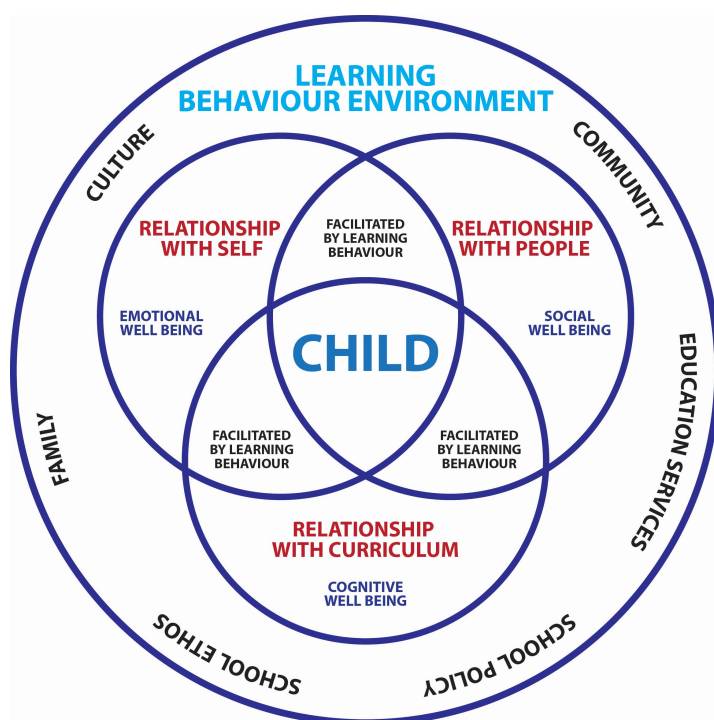 LEARNING
BEHAVIOUR ENVIRONMENT
CULTURE
COMMUNITY
RELATIONSHIP
WITH SELF
FACILITATED
BY LEARNING
BEHAVIOUR
RELATIONSHIP
WITH PEOPLE
EMOTIONAL
WELL BEING
SOCIAL
WELL BEING
CHILD
EDUCATION SERVICES
FAMILY
FACILITATED
BY LEARNING
BEHAVIOUR
FACILITATED
BY LEARNING
BEHAVIOUR
RELATIONSHIP
WITH CURRICULUM
COGNITIVE
WELL BEING
SCHOOL ETHOS
SCHOOL POLICY